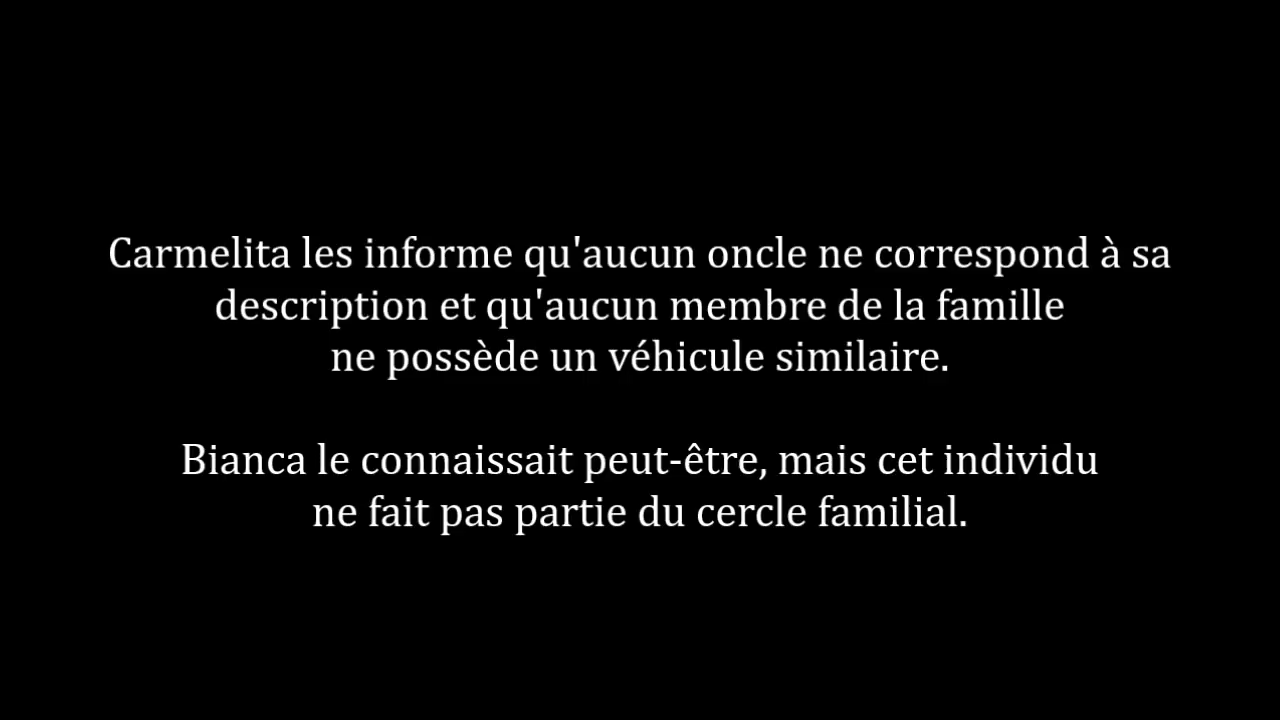 Carmelita les informe qu'aucun oncle ne correspond à sa
description et qu'aucun membre de la famille
ne possède un véhicule similaire.
Bianca le connaissait peut-être, mais cet individu
ne fait pas partie du cercle familial.